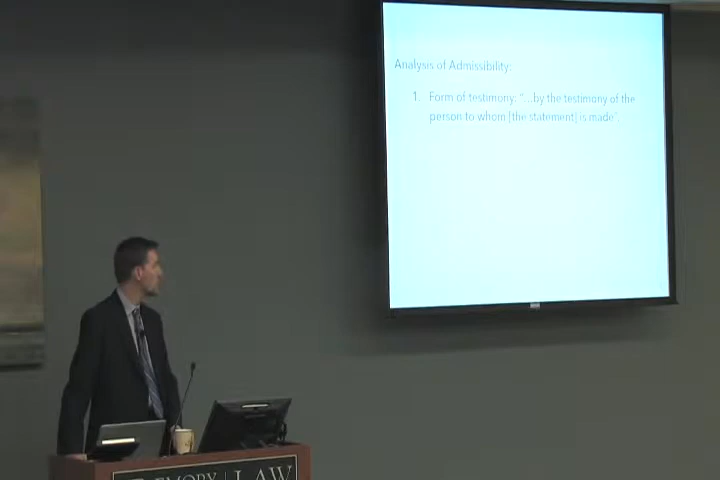 Analysis of Admissibility:
1. Form of testimony: "...by the testimony of the
person to whom [the statement] is made".
EMORY | LAW